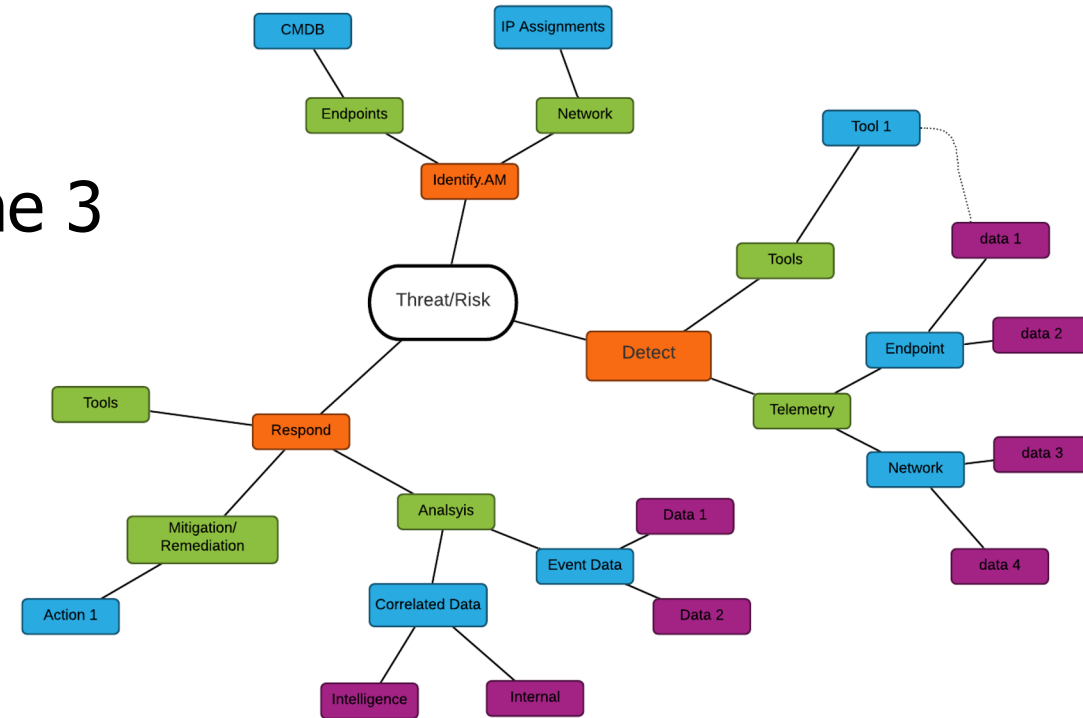 CMDB
IP Assignments
Endpoints
Network
Tool 1
Identify.AM
e 3
data 1
Tools
Threat/Risk
data 2
Endpoint
Detect
Tools
Telemetry
Respond
data 3
Network
Analsyis
Data 1
Mitigation/
Remediation
Event Data
data 4
Correlated Data
Action 1
Data 2
Intelligence
Internal